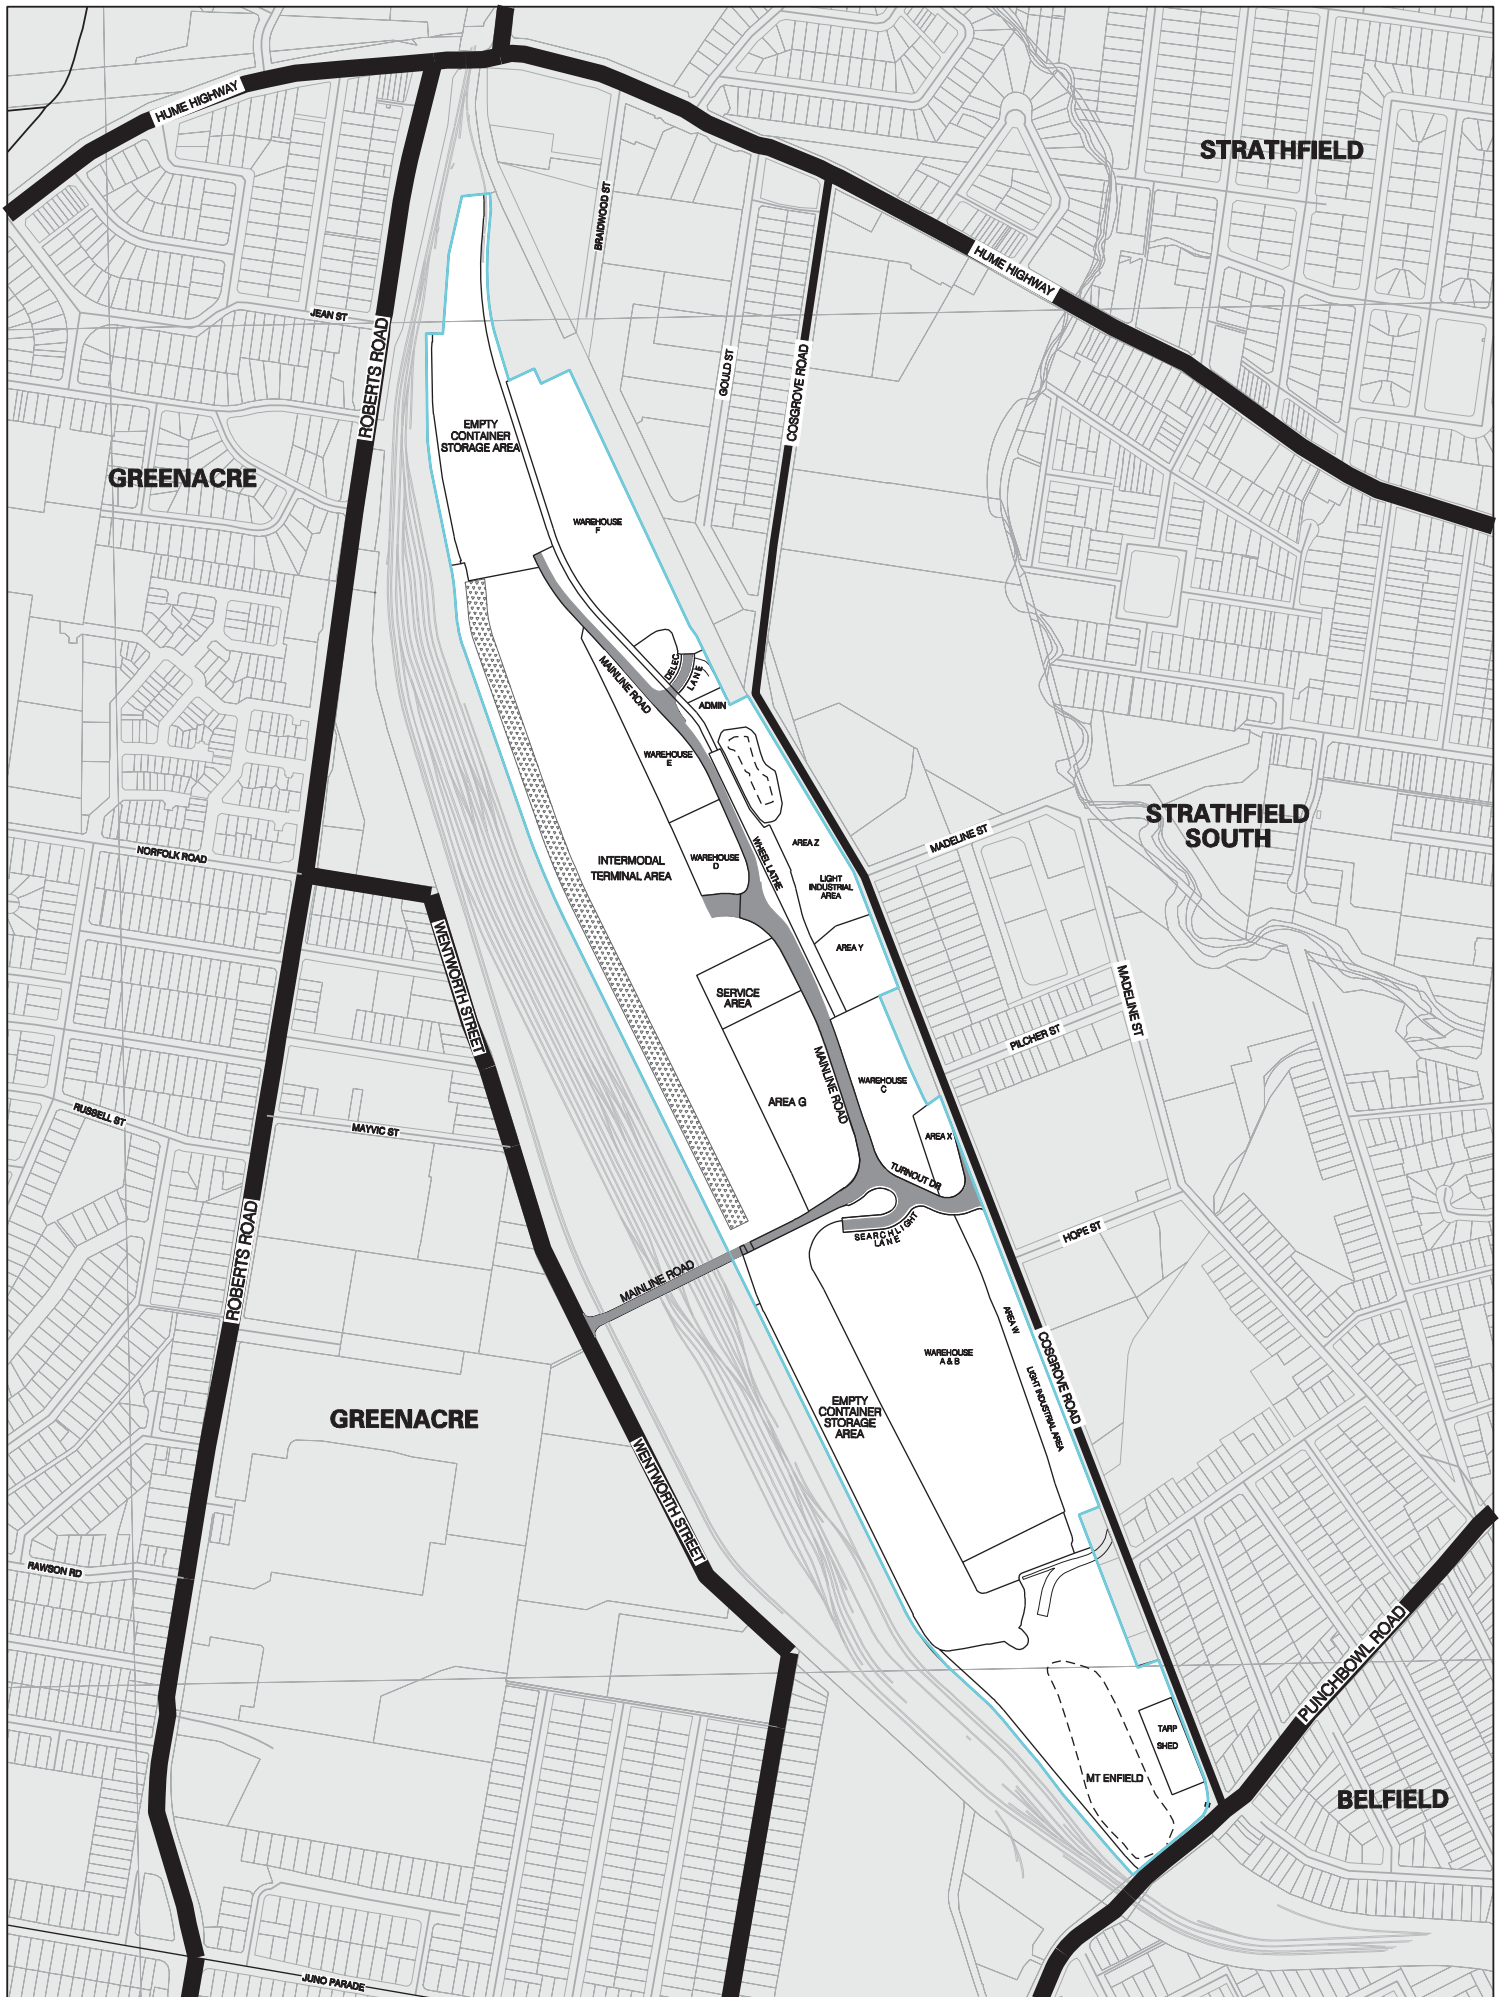 HUME HIGHWAY
STRATHFIELD
BRAIDWOOD ST
HUME HIGHWAY
JEAN ST
ROBERTS ROAD
GOULD ST
COSGROVE ROAD
EMPTY
CONTAINER
STORAGE AREA
GREENACRE
WAREHOUSE
F
DELEC
LANE
MAINLINE ROAD
ADMIN
WAREHOUSE
E
STRATHFIELD
SOUTH
MADELINE ST
AREA Z
NORFOLK ROAD
WHEEL LATHE
WAREHOUSE
D
INTERMODAL
TERMINAL AREA
LIGHT
INDUSTRIAL
AREA
AREA Y
WENTWORTH STREET
MADELINE ST
SERVICE
AREA
PILCHER ST
MAINLINE ROAD
WAREHOUSE
C
AREA G
RUSSELL ST
MAYVIC ST
AREA X
TURNOUT DR
SEARCHLIGHT
LANE
HOPE ST
ROBERTS ROAD
MAINLINE ROAD
AREA W
WAREHOUSE
A & B
COSGROVE ROAD
LIGHT INDUSTRIAL AREA
EMPTY
CONTAINER
STORAGE
AREA
GREENACRE
WENTWORTH STREET
RAWSON RD
PUNCHBOWL ROAD
TARP
SHED
MT ENFIELD
BELFIELD
JUNO PARADE